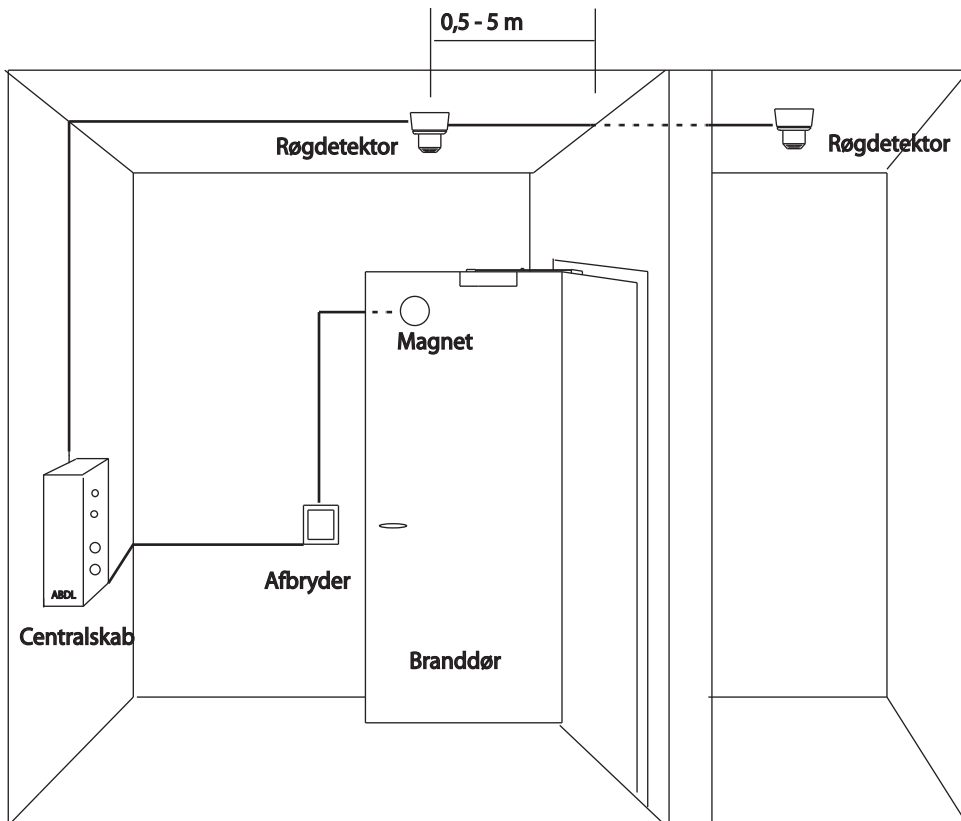 0,5 - 5 m
Røgdetektor
Røgdetektor
Magnet
ABDL
Afbryder
Centralskab
Branddør